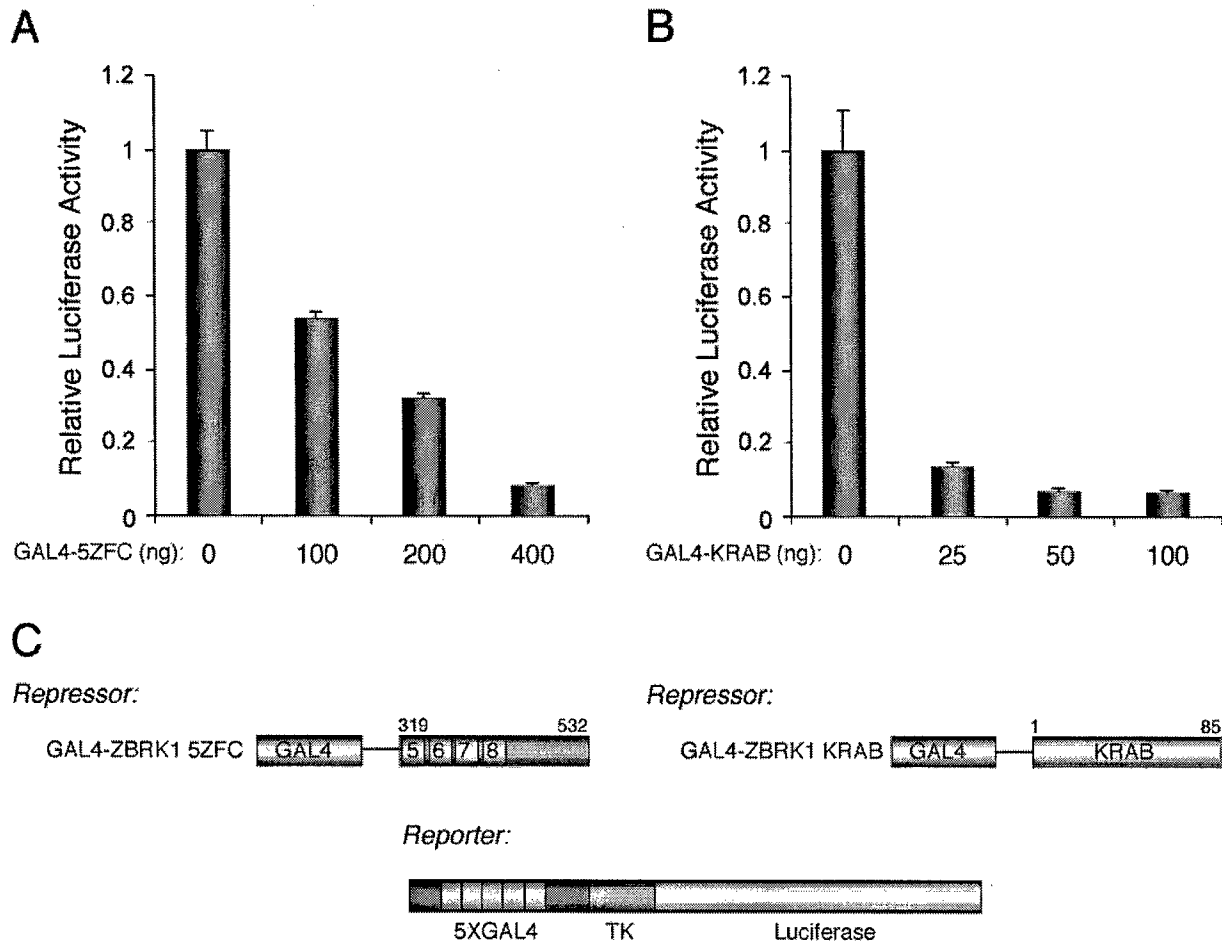 A
Relative Luciferase Activity
1.2
1
0.8
0.6
0.4
0.2
0
GAL4-5ZFC (ng): 0 100 200 400
B
Relative Luciferase Activity
1.2
1
0.8
0.6
0.4
0.2
0
GAL4-KRAB (ng): 0 25 50 100
C
Repressor:
319 532
GAL4-ZBRK1 5ZFC GAL4 5 6 7 8
Repressor:
1 85
GAL4-ZBRK1 KRAB GAL4 KRAB
Reporter:
5XGAL4 TK Luciferase